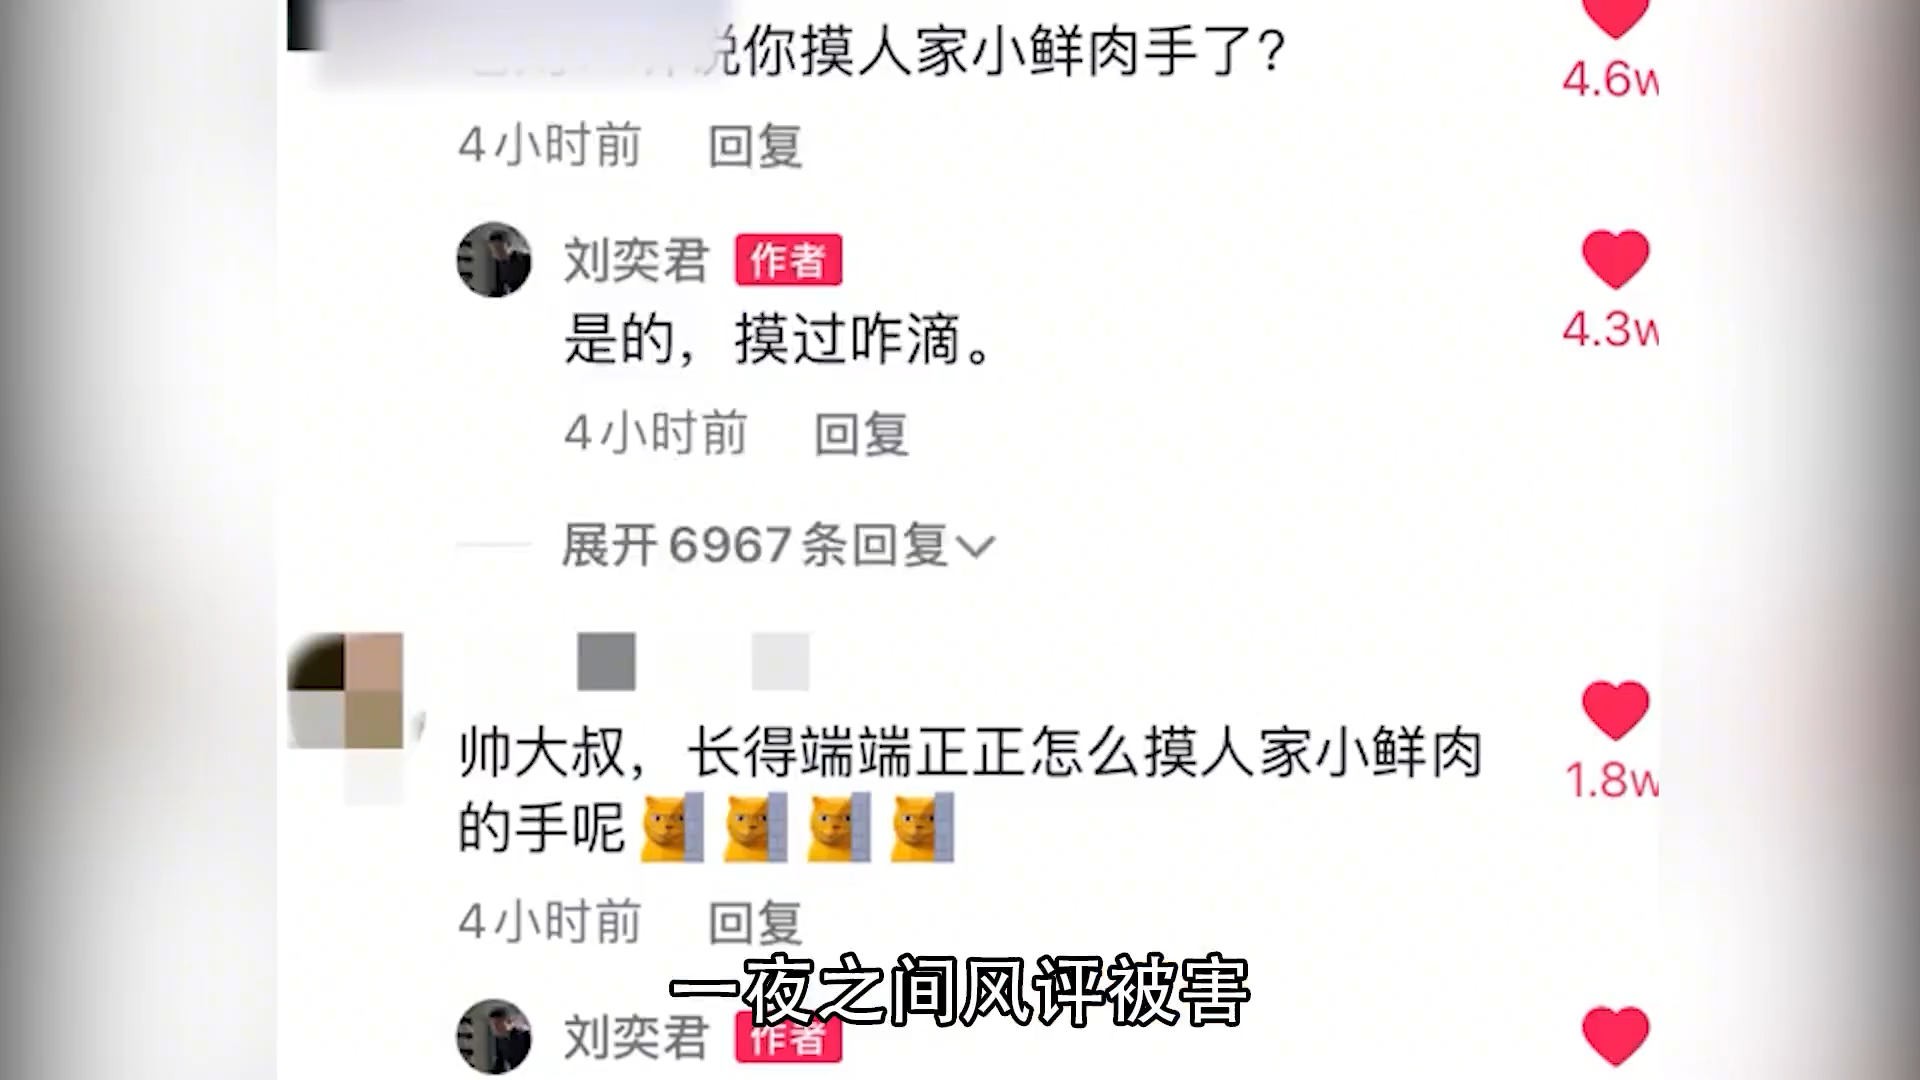 说你摸人家小鲜肉手了?
4.6w
4小时前 回复
刘奕君 作者
是的，摸过咋滴。
4.3w
4小时前 回复
展开6967条回复
帅大叔，长得端端正正怎么摸人家小鲜肉
的手呢
1.8w
4小时前 回复
一夜之间风评被害
刘奕君 作者